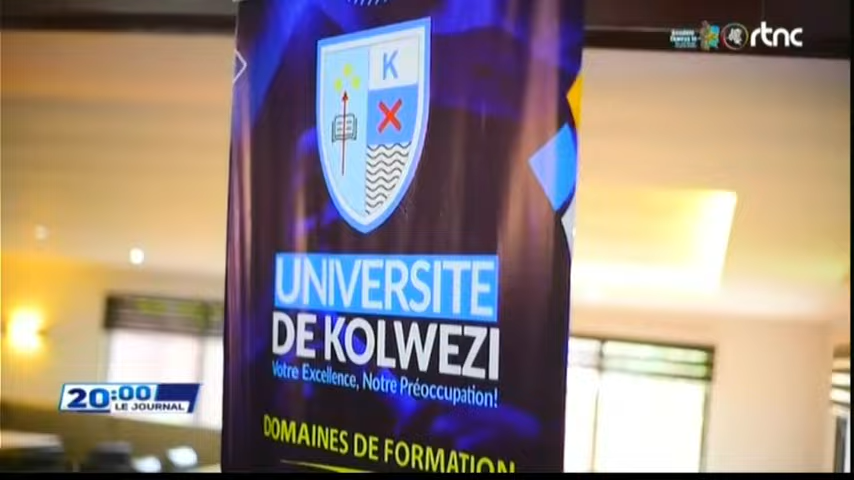 rtnc
K
UNIVERSITE
DE KOLWEZI
Votre Excellence, Notre Préoccupation!
DOMAINES DE FORMATION
20:00
LE JOURNAL